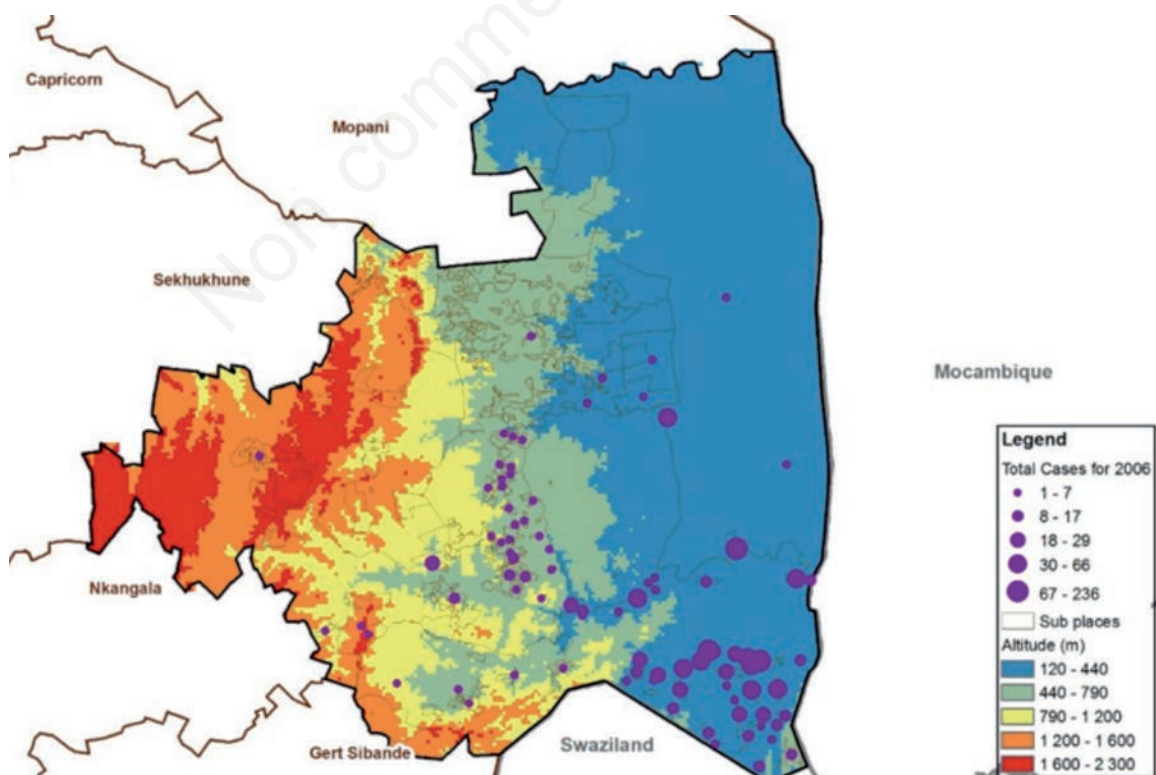 Non comme
Capricorn
Mopani
Sekhukhune
Mocambique
Nkangala
Gert Sibande
Swaziland
Legend
Total Cases for 2006
1 - 7
8 - 17
18 - 29
30 - 66
67 - 236
Sub places
Altitude (m)
120 - 440
440 - 790
790 - 1 200
1 200 - 1 600
1 600 - 2 300